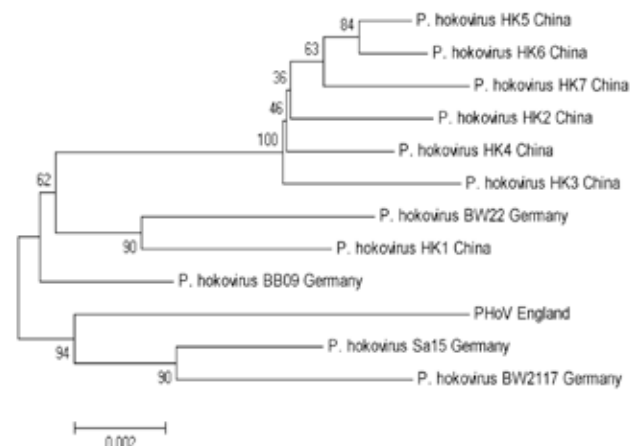 84
P. hokovirus HK5 China
P. hokovirus HK6 China
63
P. hokovirus HK7 China
36
P. hokovirus HK2 China
46
P. hokovirus HK4 China
100
P. hokovirus HK3 China
62
P. hokovirus BW22 Germany
90
P. hokovirus HK1 China
P. hokovirus BB09 Germany
PHoV England
94
P. hokovirus Sa15 Germany
90
P. hokovirus BW2117 Germany
0.002